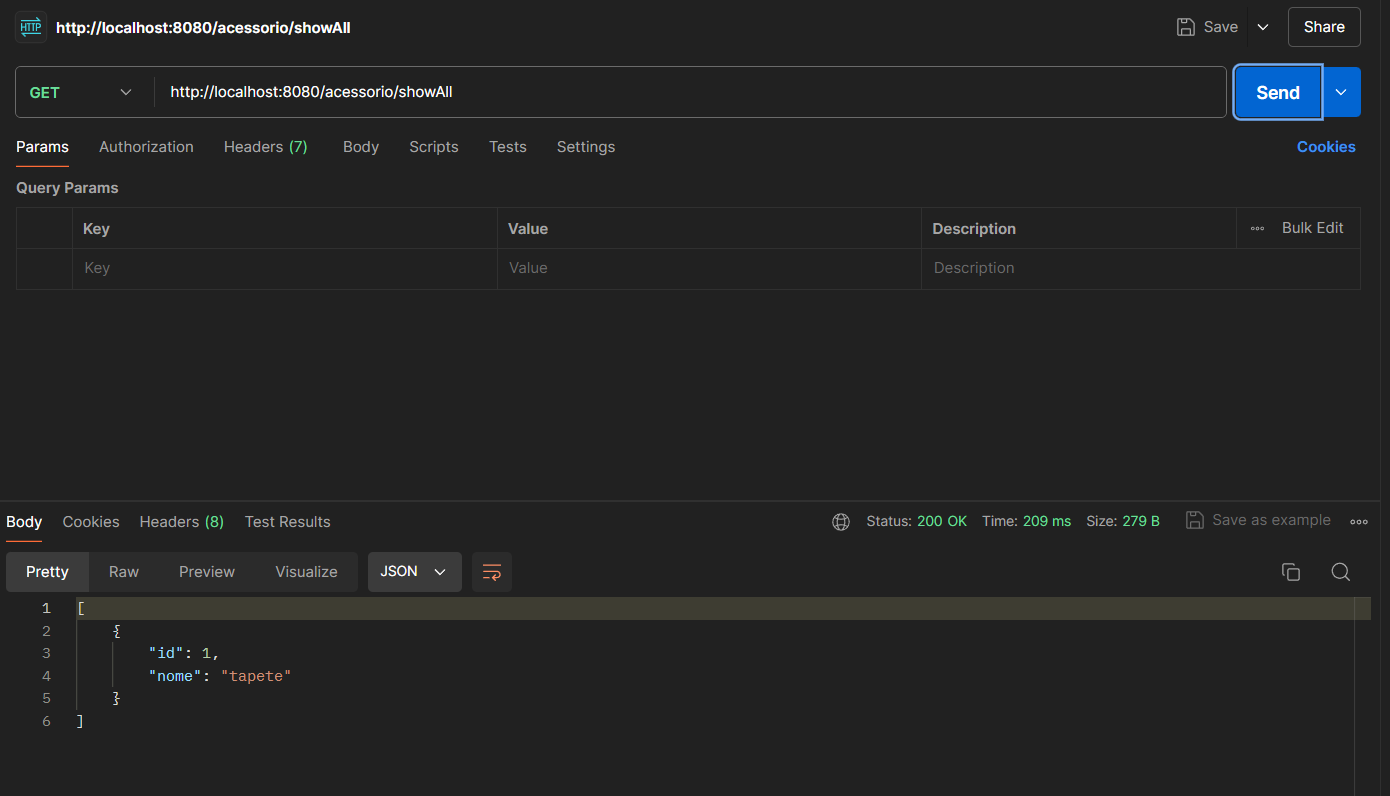 HTTP http://localhost:8080/acessorio/showAll Save Share
GET http://localhost:8080/acessorio/showAll Send
Params Authorization Headers (7) Body Scripts Tests Settings Cookies
Query Params
Key Value Description Bulk Edit
Key Value Description
Body Cookies Headers (8) Test Results Status: 200 OK Time: 209 ms Size: 279 B Save as example
Pretty Raw Preview Visualize JSON
1 [
2 {
3 "id": 1,
4 "nome": "tapete"
5 }
6 ]